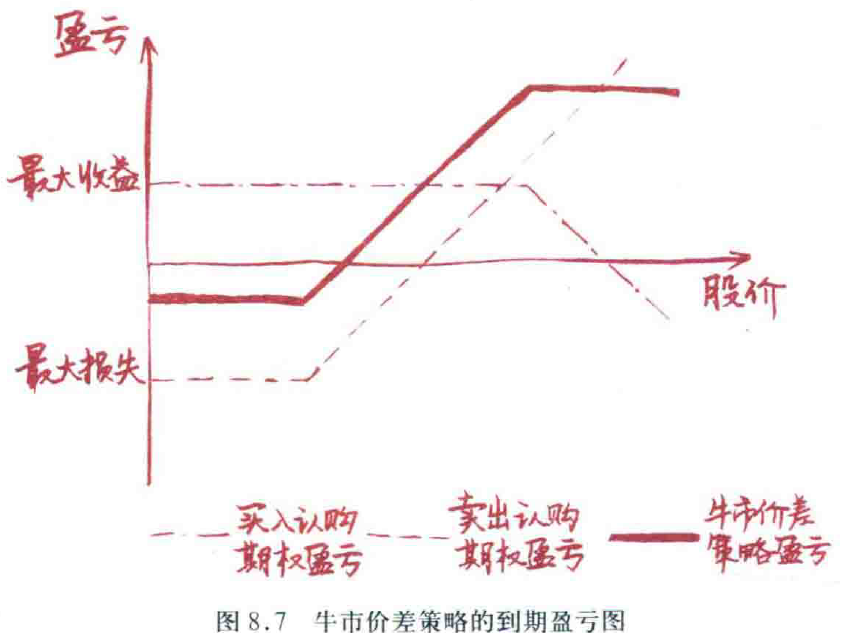 盈亏
最大收益
股价
最大损失
买入认购
期权盈亏
卖出认购
期权盈亏
牛市价差
策略盈亏
图 8.7 牛市价差策略的到期盈亏图